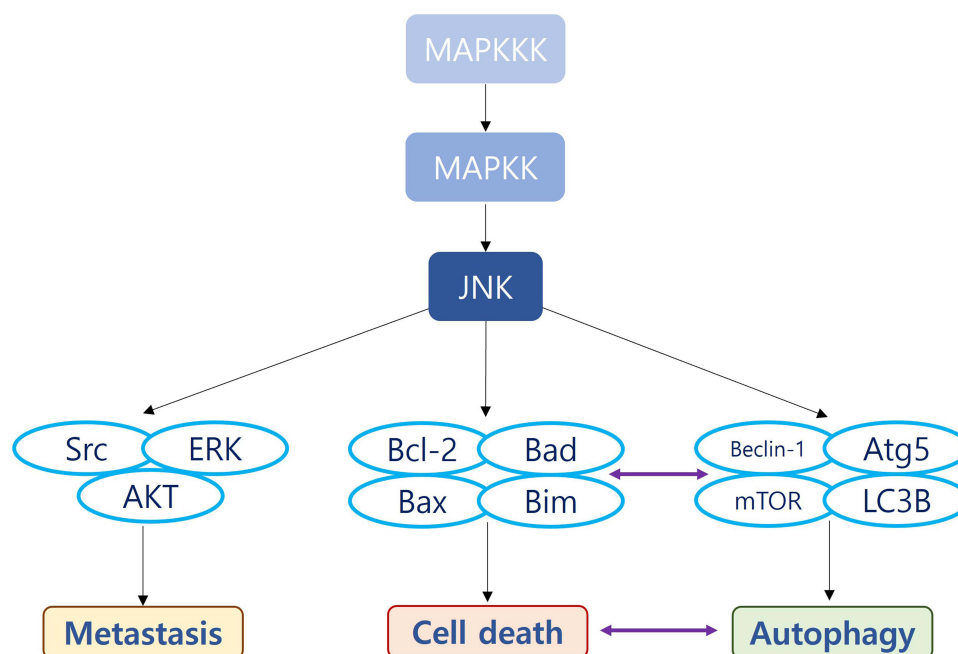 MAPKKK
MAPKK
JNK
Src ERK
AKT
Bcl-2 Bad
Bax Bim
Beclin-1 Atg5
mTOR LC3B
Metastasis
Cell death
Autophagy